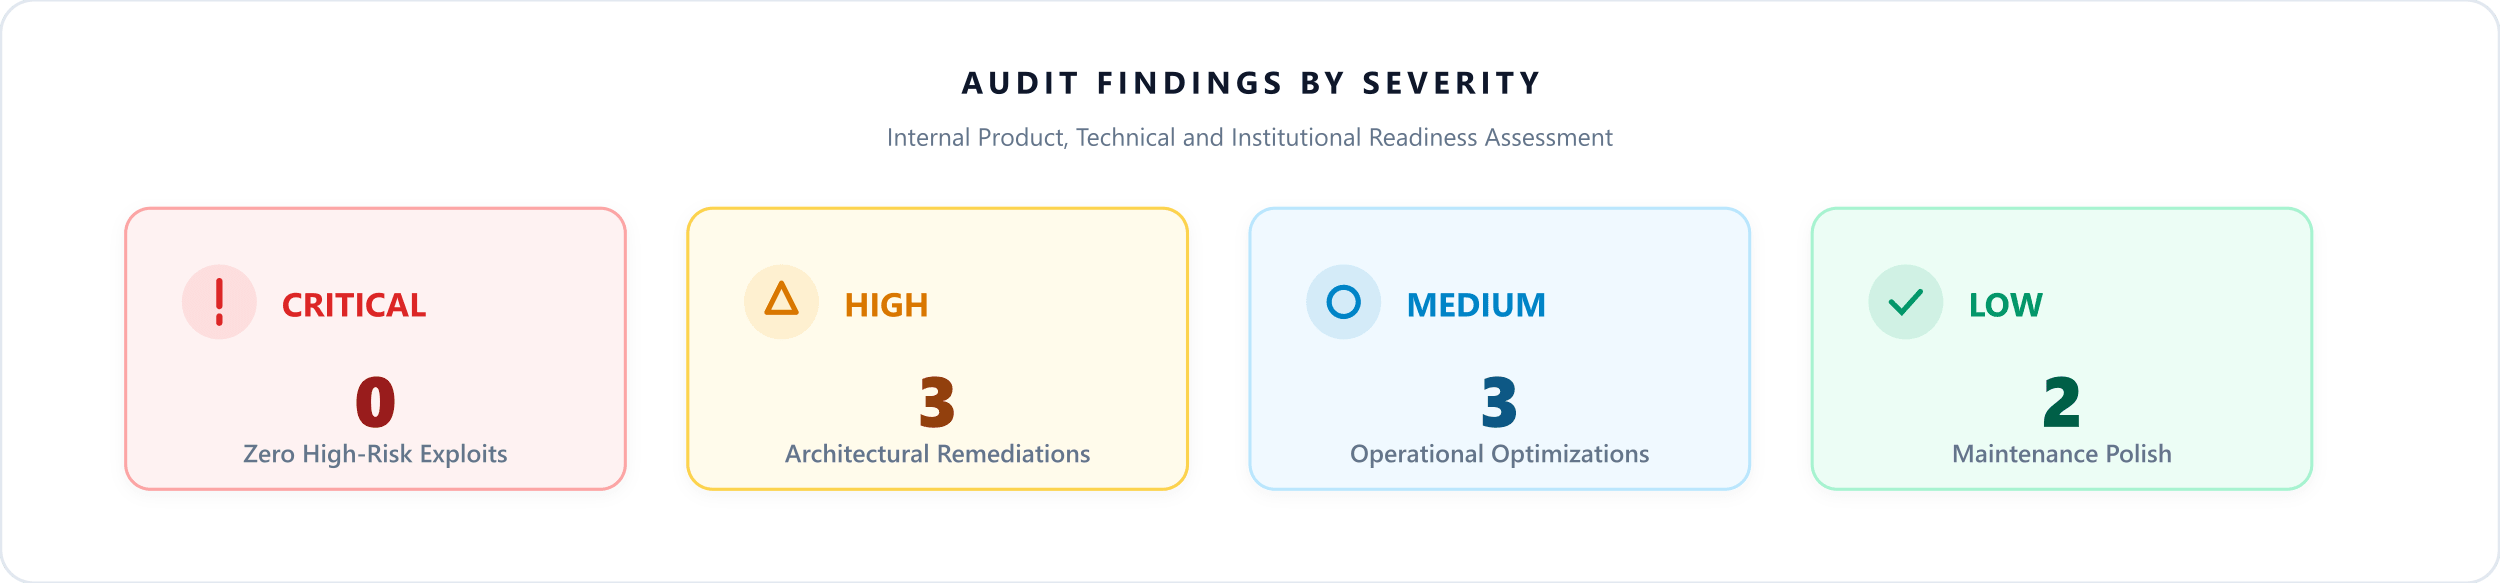 AUDIT FINDINGS BY SEVERITY
Internal Product, Technical and Institutional Readiness Assessment
CRITICAL
0
Zero High-Risk Exploits
HIGH
3
Architectural Remediations
MEDIUM
3
Operational Optimizations
LOW
2
Maintenance Polish